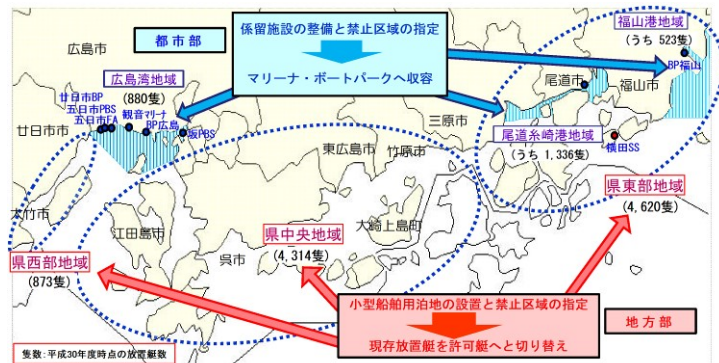 係留施設の整備と禁止区域の指定
マリーナ・ボートパークへ収容
都市部
広島市
広島湾地域
(880隻)
廿日市BP
五日市PBS
五日市FA
観音マリーナ
BP広島
坂PBS
廿日市市
大竹市
福山港地域
(うち 523隻)
BP福山
尾道市
福山市
三原市
尾道糸崎港地域
(うち 1,336隻)
横田SS
東広島市
竹原市
県東部地域
(4,620隻)
江田島市
呉市
県中央地域
(4,314隻)
大崎上島町
県西部地域
(873隻)
小型船舶用泊地の設置と禁止区域の指定
現存放置艇を許可艇へと切り替え
地方部
隻数:平成30年度時点の放置艇数